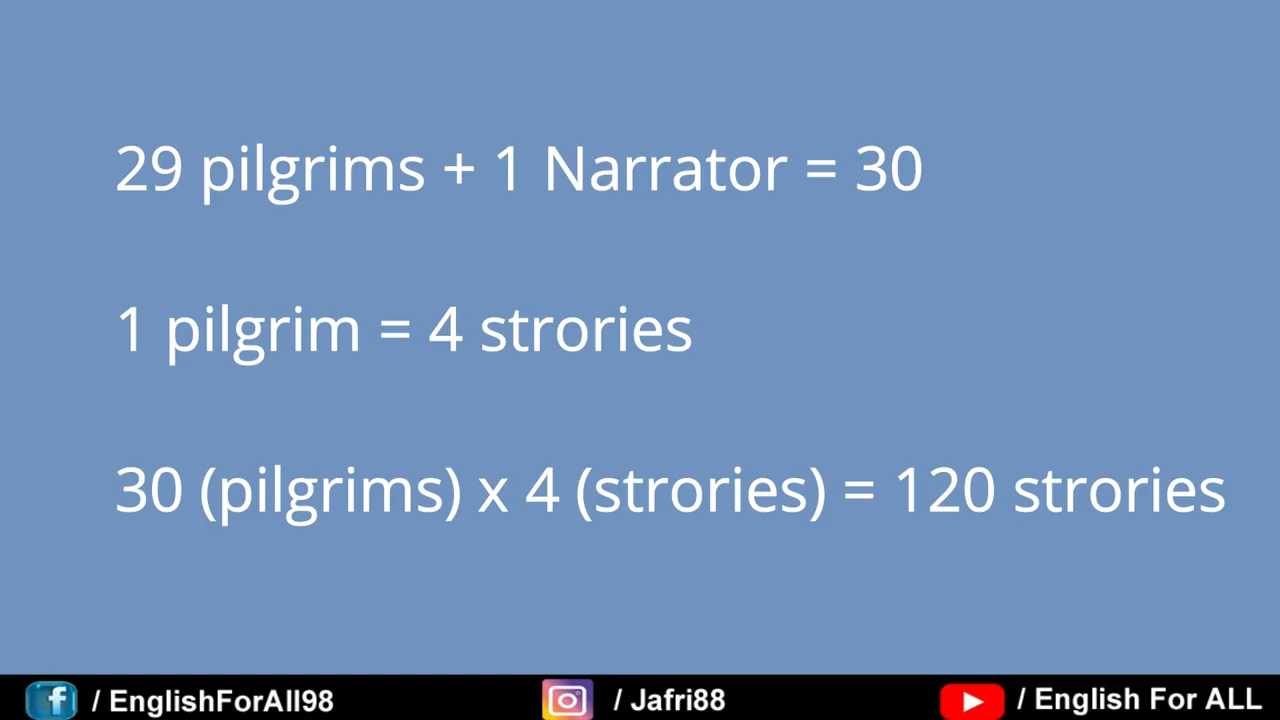 29 pilgrims + 1 Narrator = 30
1 pilgrim = 4 strories
30 (pilgrims) x 4 (strories) = 120 strories
/ EnglishForAll98
/ Jafri88
/ English For ALL